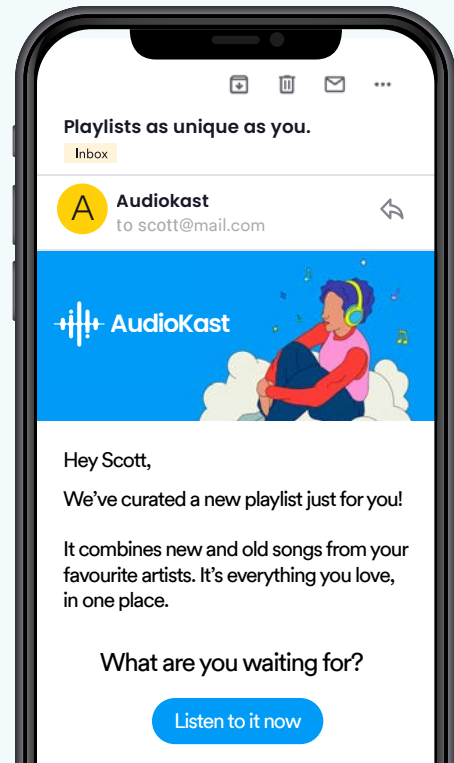 Playlists as unique as you.
Inbox
A
Audiokast
to scott@mail.com
AudioKast
Hey Scott,
We’ve curated a new playlist just for you!
It combines new and old songs from your
favourite artists. It’s everything you love,
in one place.
What are you waiting for?
Listen to it now